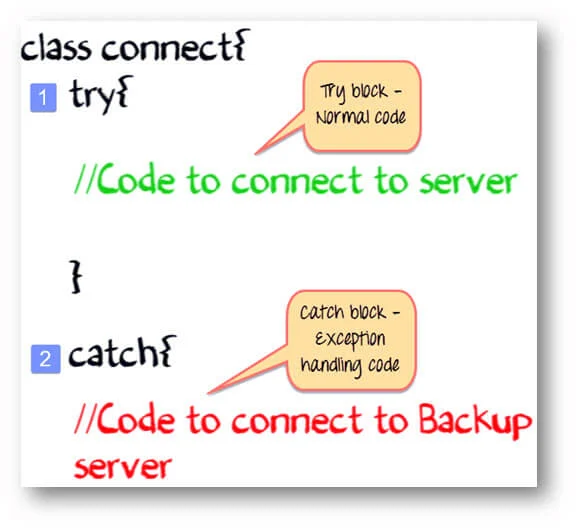 class connect{
1 try{
Try block -
Normal code
//Code to connect to server
}
Catch block -
Exception
handling code
2 catch{
//Code to connect to Backup
server